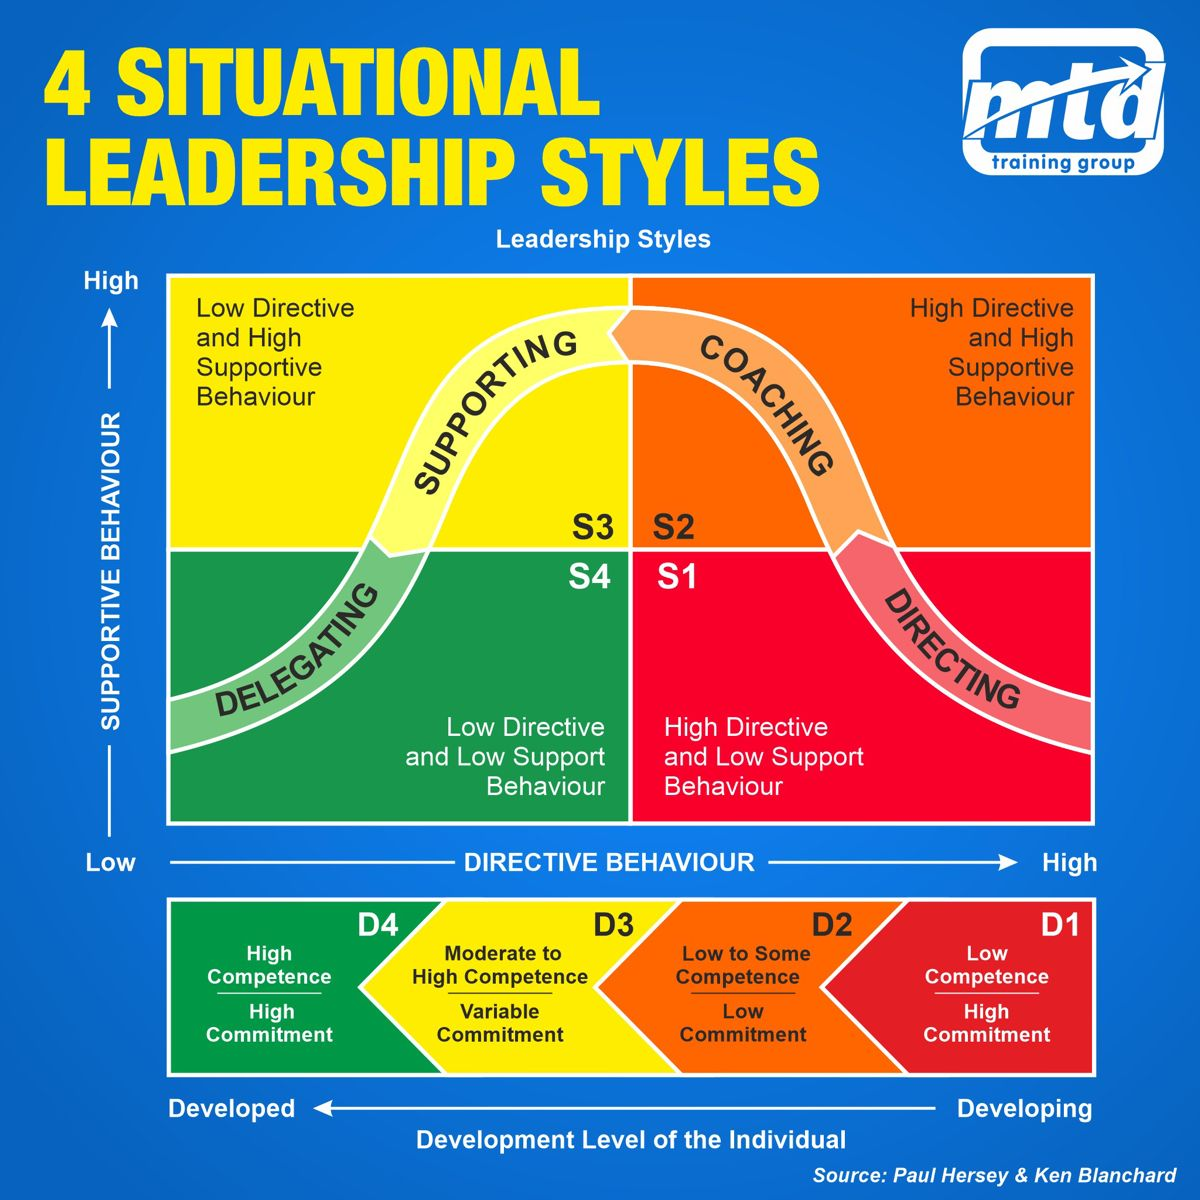 4 SITUATIONAL
LEADERSHIP STYLES
mtd
training group
Leadership Styles
High
SUPPORTIVE BEHAVIOUR
Low
Low Directive
and High
Supportive
Behaviour
SUPPORTING
S3
High Directive
and High
Supportive
Behaviour
COACHING
S2
DELEGATING
S4
Low Directive
and Low Support
Behaviour
S1
DIRECTING
High Directive
and Low Support
Behaviour
DIRECTIVE BEHAVIOUR
High
D4
High
Competence
High
Commitment
D3
Moderate to
High Competence
Variable
Commitment
D2
Low to Some
Competence
Low
Commitment
D1
Low
Competence
High
Commitment
Developed
Developing
Development Level of the Individual
Source: Paul Hersey & Ken Blanchard